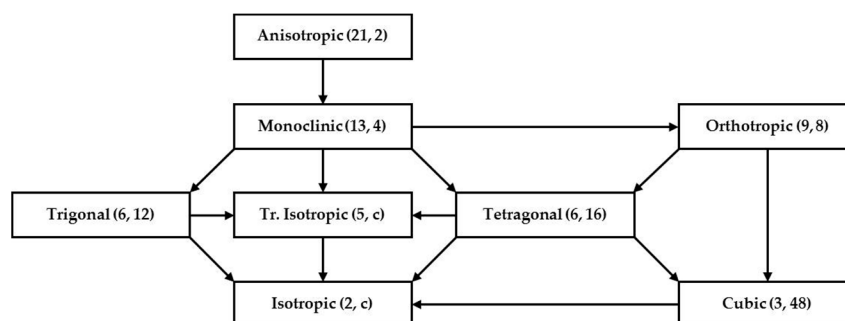 Anisotropic (21, 2)
Monoclinic (13, 4)
Orthotropic (9, 8)
Trigonal (6, 12)
Tr. Isotropic (5, c)
Tetragonal (6, 16)
Isotropic (2, c)
Cubic (3, 48)